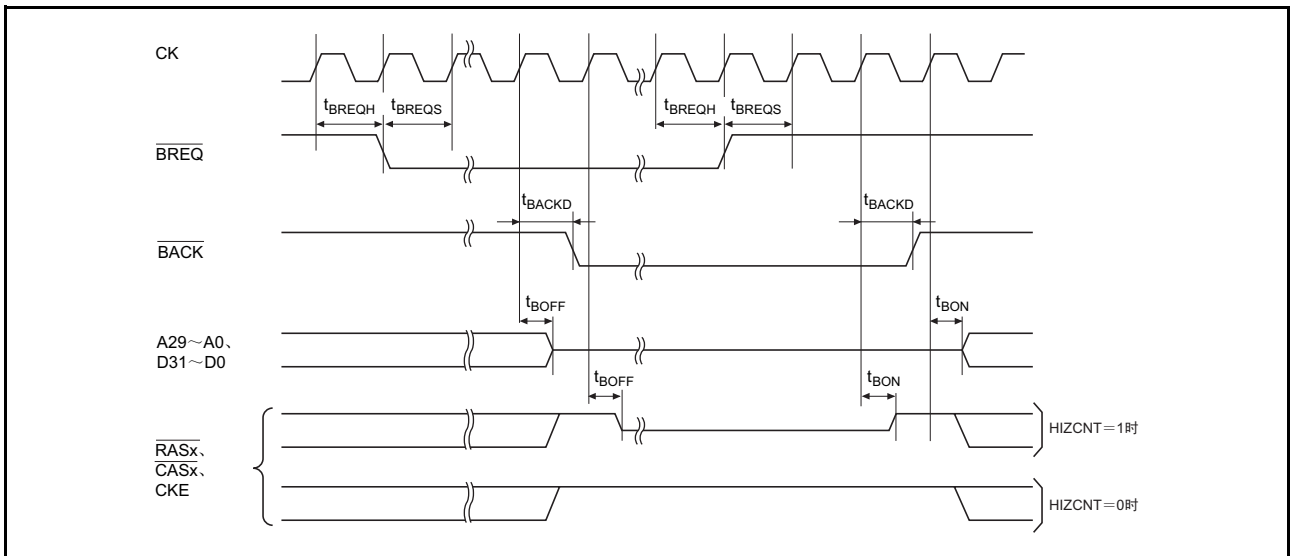 CK
tBREQH tBREQS tBREQH tBREQS
BREQ
tBACKD tBACKD
BACK
tBOFF tBON
A29～A0、
D31～D0
tBOFF tBON
HIZCNT＝1时
RASx、
CASx、
CKE
HIZCNT＝0时